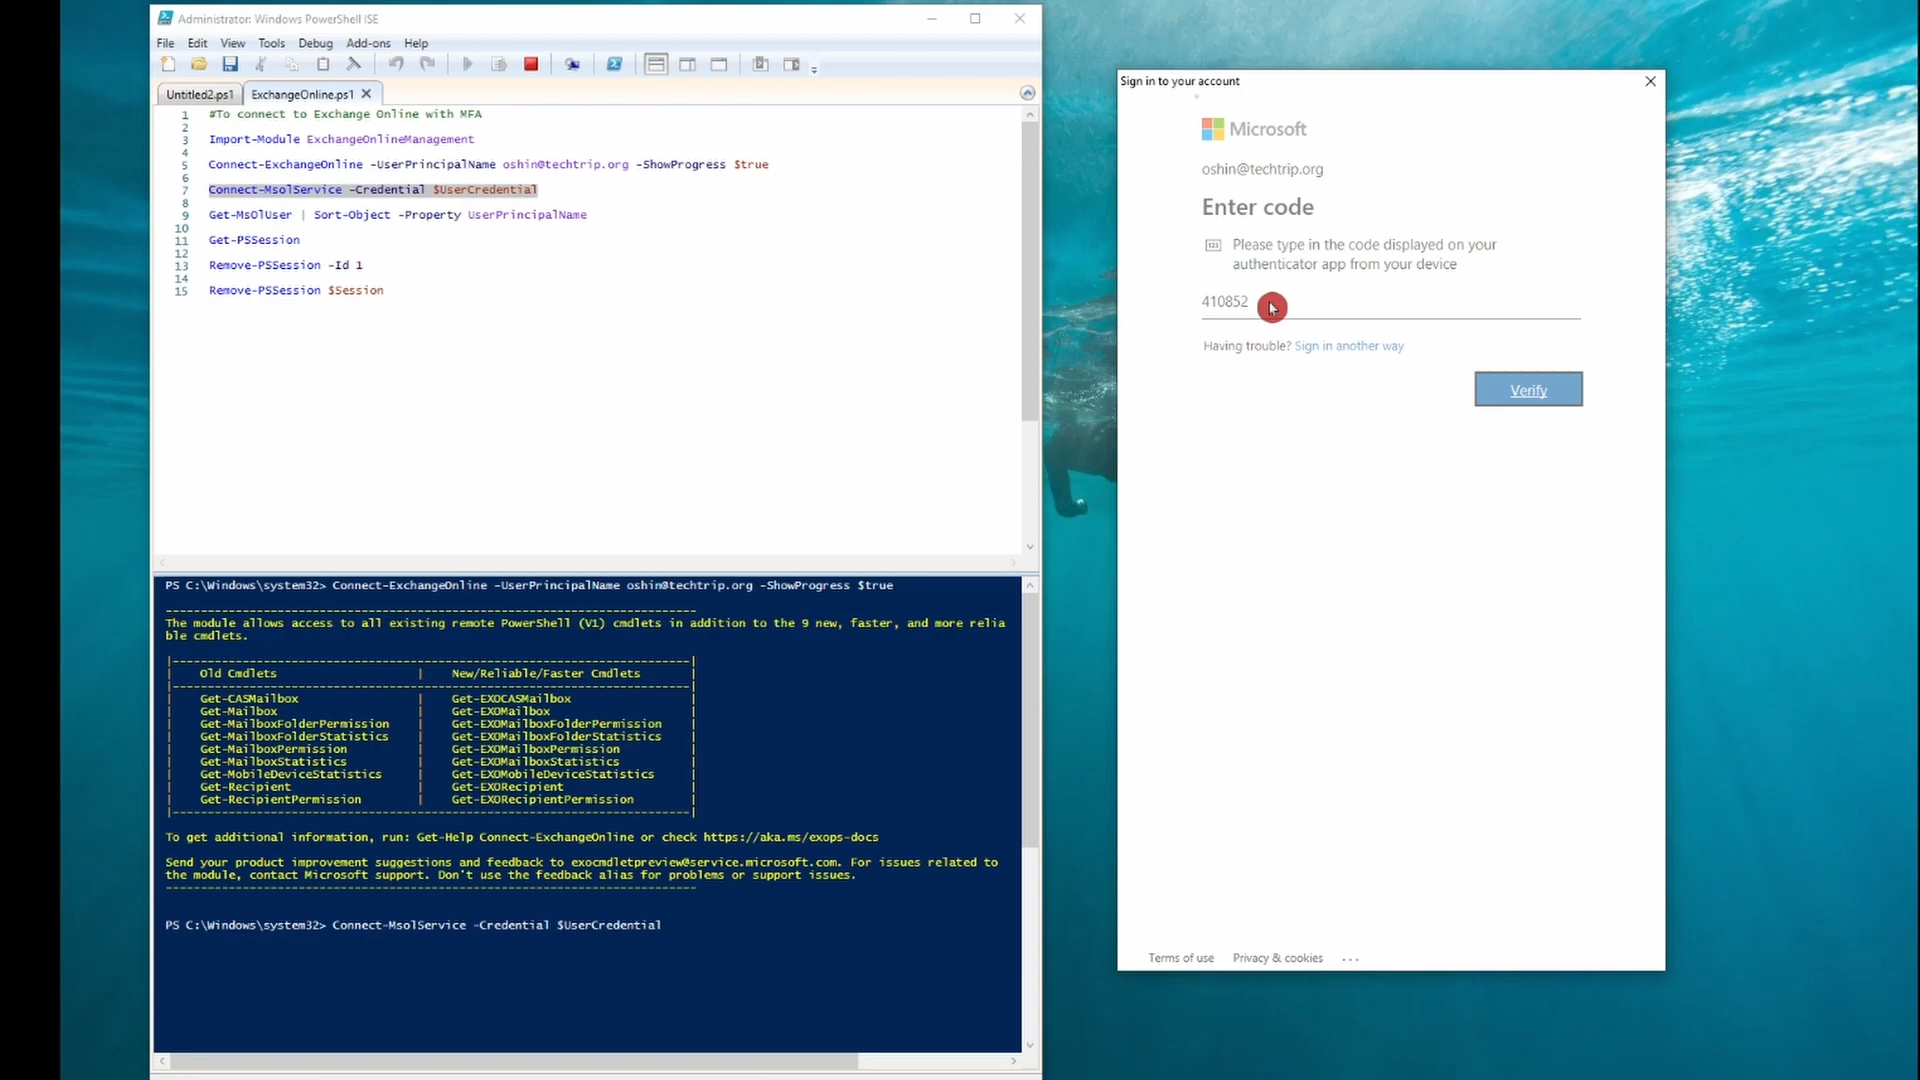 Administrator: Windows PowerShell ISE
File Edit View Tools Debug Add-ons Help
Untitled2.ps1 ExchangeOnline.ps1
1 #To connect to Exchange Online with MFA
2
3 Import-Module ExchangeOnlineManagement
4
5 Connect-ExchangeOnline -UserPrincipalName oshin@techtrip.org -ShowProgress $true
6
7 Connect-MsolService -Credential $UserCredential
8
9 Get-MsOlUser | Sort-Object -Property UserPrincipalName
10
11 Get-PSSession
12
13 Remove-PSSession -Id 1
14
15 Remove-PSSession $Session
PS C:\Windows\system32> Connect-ExchangeOnline -UserPrincipalName oshin@techtrip.org -ShowProgress $true
----------------------------------------------------------------------------
The module allows access to all existing remote PowerShell (V1) cmdlets in addition to the 9 new, faster, and more relia
ble cmdlets.
|--------------------------------------------------------------------------|
| Old Cmdlets | New/Reliable/Faster Cmdlets |
|--------------------------------------------------------------------------|
| Get-CASMailbox | Get-EXOCASMailbox |
| Get-Mailbox | Get-EXOMailbox |
| Get-MailboxFolderPermission | Get-EXOMailboxFolderPermission |
| Get-MailboxFolderStatistics | Get-EXOMailboxFolderStatistics |
| Get-MailboxPermission | Get-EXOMailboxPermission |
| Get-MailboxStatistics | Get-EXOMailboxStatistics |
| Get-MobileDeviceStatistics | Get-EXOMobileDeviceStatistics |
| Get-Recipient | Get-EXORecipient |
| Get-RecipientPermission | Get-EXORecipientPermission |
|--------------------------------------------------------------------------|
To get additional information, run: Get-Help Connect-ExchangeOnline or check https://aka.ms/exops-docs
Send your product improvement suggestions and feedback to exocmdletpreview@service.microsoft.com. For issues related to
the module, contact Microsoft support. Don't use the feedback alias for problems or support issues.
----------------------------------------------------------------------------
PS C:\Windows\system32> Connect-MsolService -Credential $UserCredential
Sign in to your account
Microsoft
oshin@techtrip.org
Enter code
123 Please type in the code displayed on your
authenticator app from your device
410852
Having trouble? Sign in another way
Verify
Terms of use Privacy & cookies ...